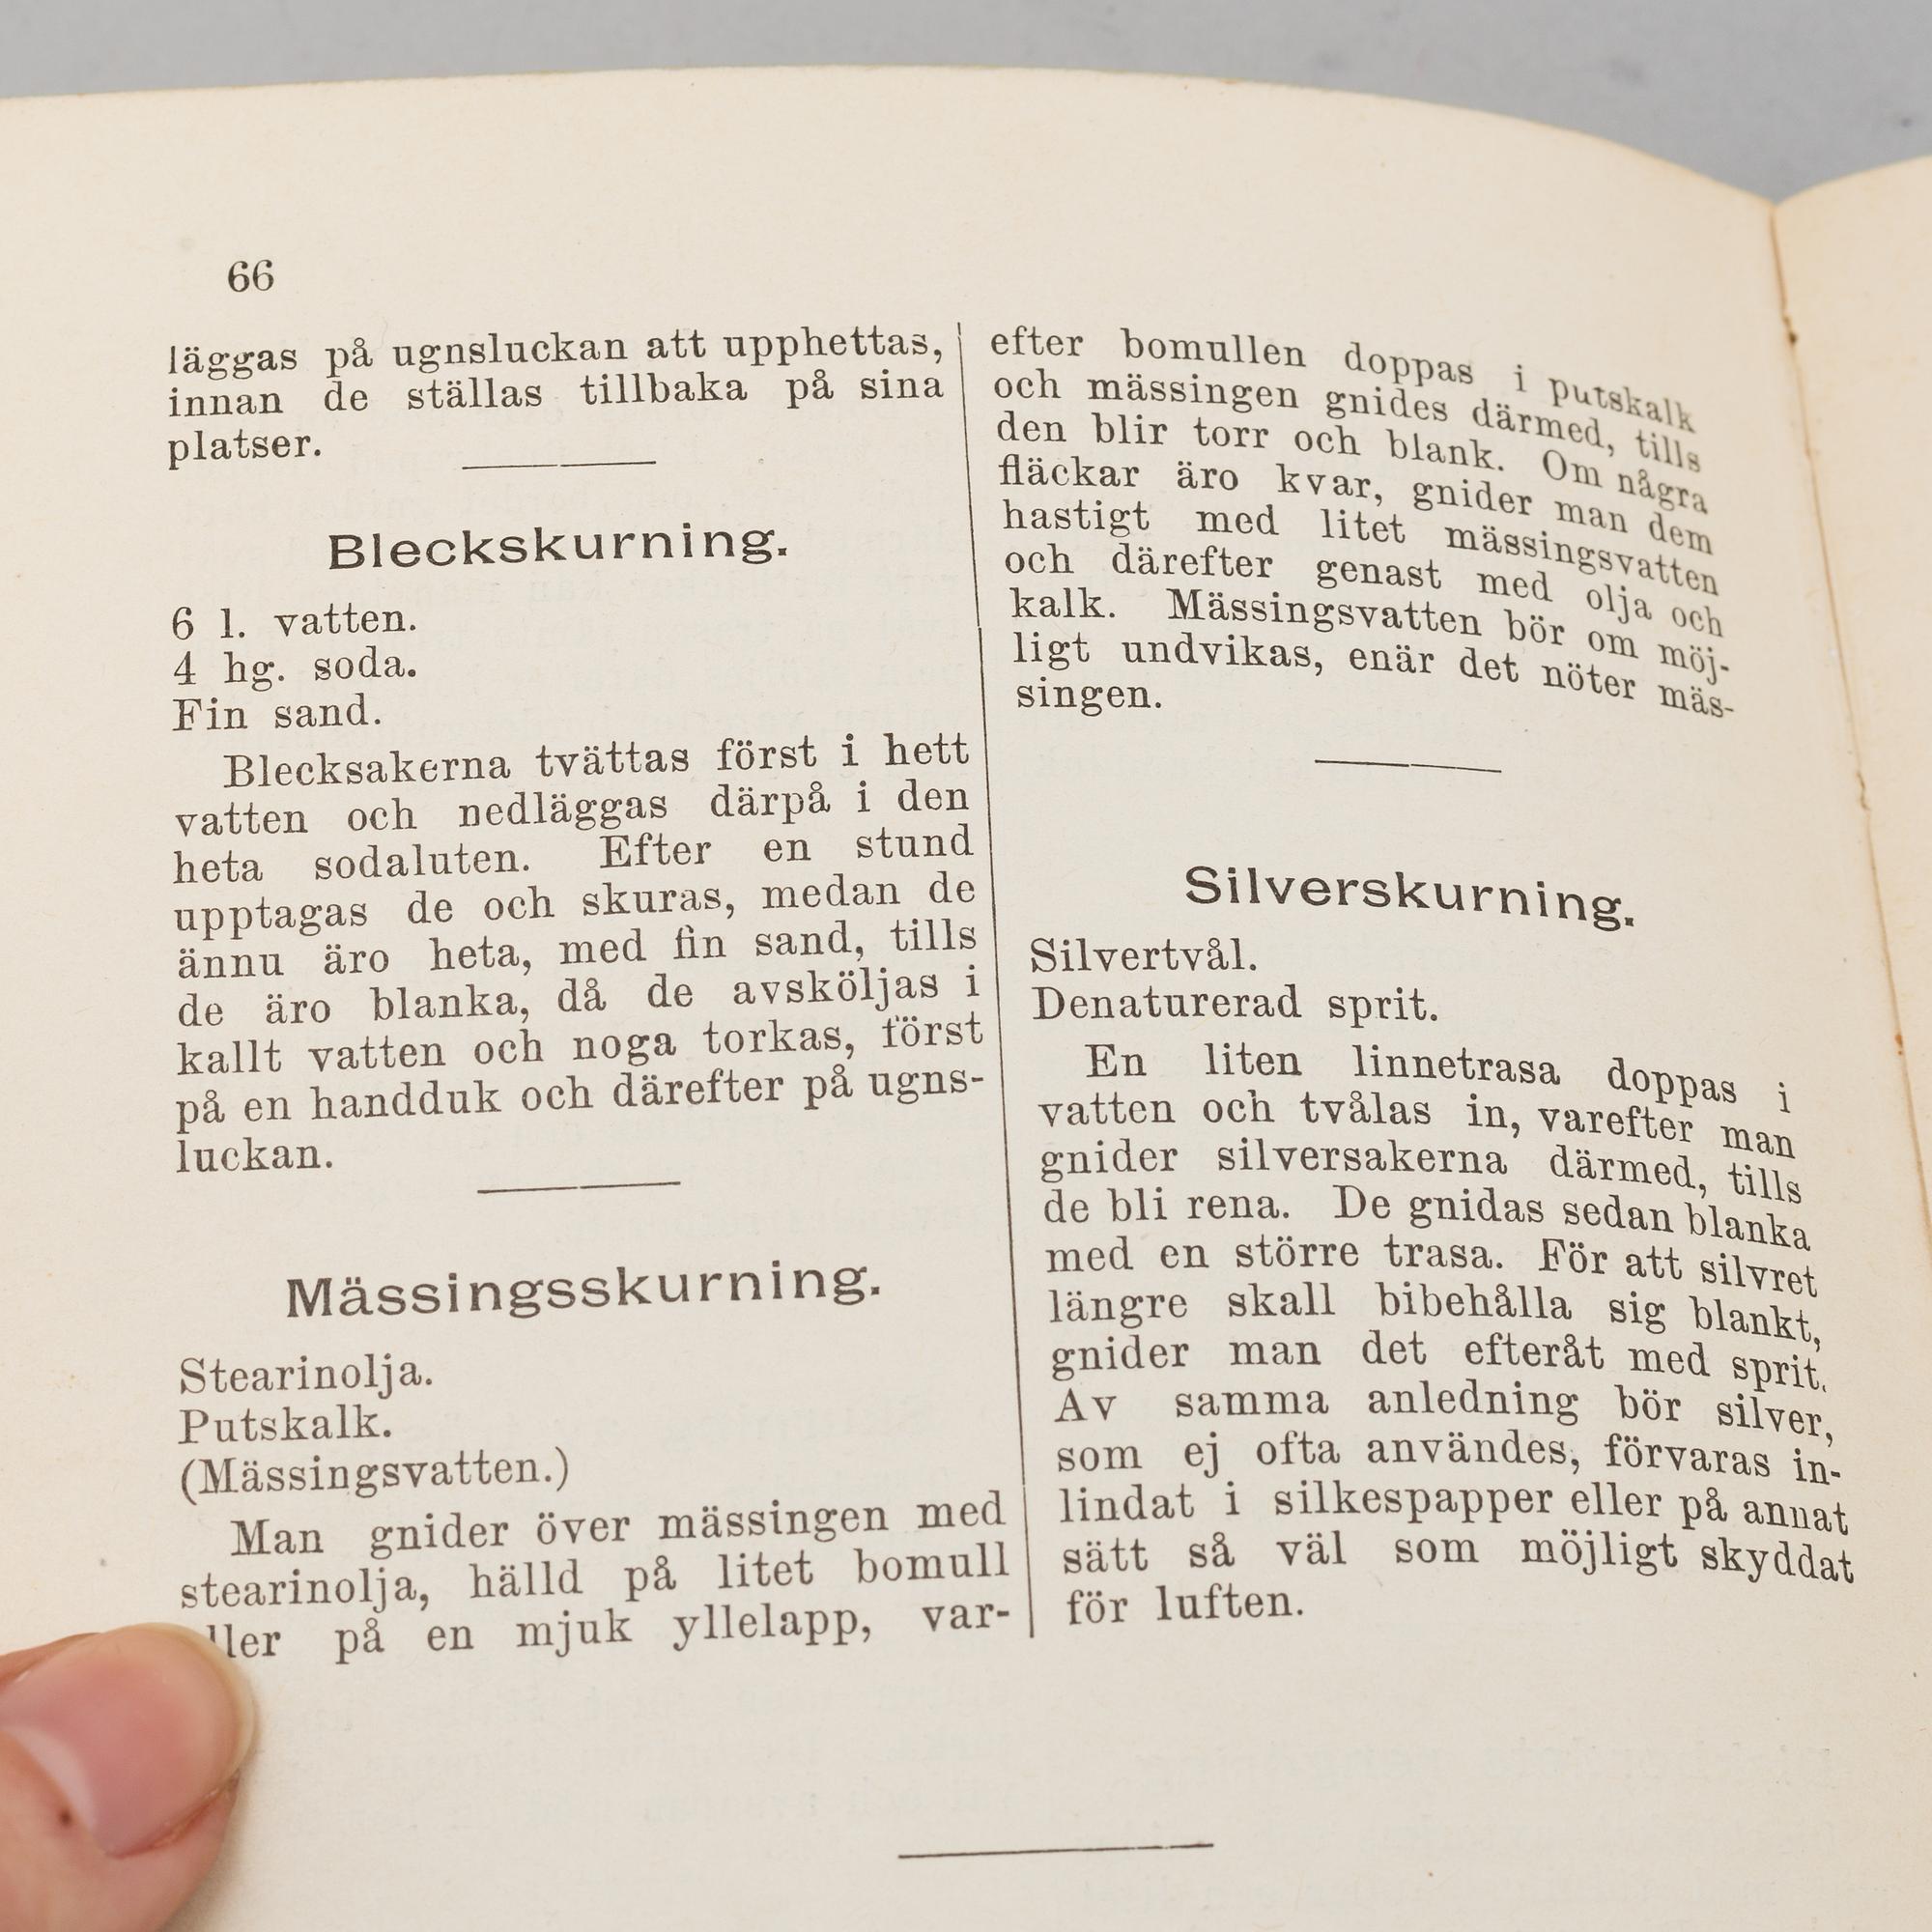 66
läggas på ugnsluckan att upphettas,
innan de ställas tillbaka på sina
platser.
Bleckskurning.
6 l. vatten.
4 hg. soda.
Fin sand.
Blecksakerna tvättas först i hett
vatten och nedläggas därpå i den
heta sodaluten. Efter en stund
upptagas de och skuras, medan de
ännu äro heta, med fin sand, tills
de äro blanka, då de avsköljas i
kallt vatten och noga torkas, först
på en handduk och därefter på ugns-
luckan.
Mässingsskurning.
Stearinolja.
Putskalk.
(Mässingsvatten.)
Man gnider över mässingen med
stearinolja, hälld på litet bomull
ller på en mjuk yllelapp, var-
efter bomullen doppas i putskalk
och mässingen gnides därmed, tills
den blir torr och blank. Om några
fläckar äro kvar, gnider man dem
hastigt med litet mässingsvatten
och därefter genast med olja och
kalk. Mässingsvatten bör om möj-
ligt undvikas, enär det nöter mäs-
singen.
Silverskurning.
Silvertvål.
Denaturerad sprit.
En liten linnetrasa doppas i
vatten och tvålas in, varefter man
gnider silversakerna därmed, tills
de bli rena. De gnidas sedan blanka
med en större trasa. För att silvret
längre skall bibehålla sig blankt,
gnider man det efteråt med sprit.
Av samma anledning bör silver,
som ej ofta användes, förvaras in-
lindat i silkespapper eller på annat
sätt så väl som möjligt skyddat
för luften.